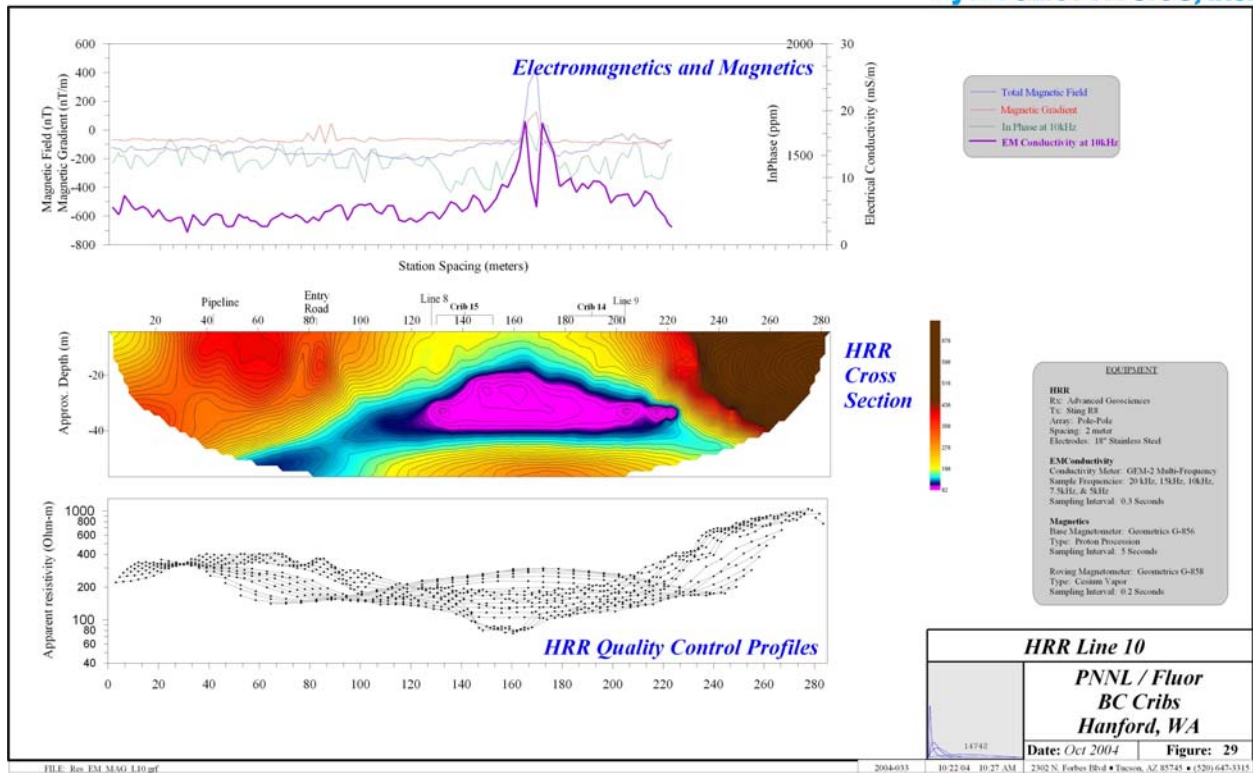 600
400
200
0
-200
-400
-600
-800
Magnetic Field (nT)
Magnetic Gradient (nT/m)
Electromagnetics and Magnetics
2000
1500
InPhase (ppm)
30
20
10
0
Electrical Conductivity (mS/m)
Station Spacing (meters)
Total Magnetic Field
Magnetic Gradient
In Phase at 10kHz
EM Conductivity at 10kHz
Pipeline
Entry
Road
Line 8
Crib 15
Crib 14
Line 9
20 40 60 80 100 120 140 160 180 200 220 240 260 280
-20
-40
Approx. Depth (m)
HRR
Cross
Section
EQUIPMENT
HRR
Rx: Advanced Geosciences
Tx: Sting R8
Array: Pole-Pole
Spacing: 2 meter
Electrodes: 18" Stainless Steel
EMConductivity
Conductivity Meter: GEM-2 Multi-Frequency
Sample Frequencies: 20 kHz, 15kHz, 10kHz,
7.5kHz, & 5kHz
Sampling Interval: 0.3 Seconds
Magnetics
Base Magnetometer: Geometrics G-856
Type: Proton Procession
Sampling Interval: 5 Seconds
Roving Magnetometer: Geometrics G-858
Type: Cesium Vapor
Sampling Interval: 0.2 Seconds
1000
800
600
400
200
100
80
60
40
Apparent resistivity (Ohm-m)
HRR Quality Control Profiles
0 20 40 60 80 100 120 140 160 180 200 220 240 260 280
HRR Line 10
PNNL / Fluor
BC Cribs
Hanford, WA
14742
Date: Oct 2004
Figure: 29
FILE: Res_EM_MAG_L10.grf
2004-033
10/22/04 10:27 AM
2302 N. Forbes Blvd • Tucson, AZ 85745 • (520) 647-3315